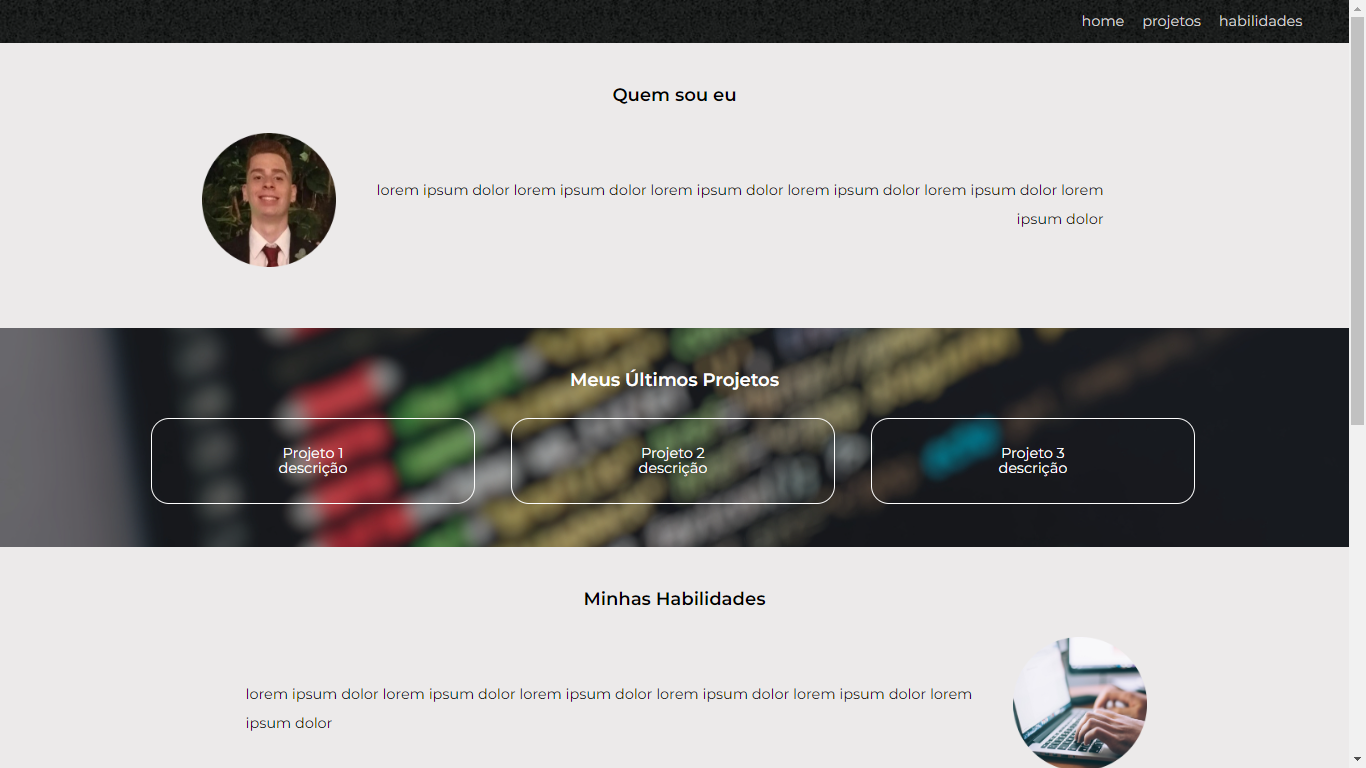 home projetos habilidades
Quem sou eu
lorem ipsum dolor lorem ipsum dolor lorem ipsum dolor lorem ipsum dolor lorem ipsum dolor lorem
ipsum dolor
Meus Últimos Projetos
Projeto 1
descrição
Projeto 2
descrição
Projeto 3
descrição
Minhas Habilidades
lorem ipsum dolor lorem ipsum dolor lorem ipsum dolor lorem ipsum dolor lorem ipsum dolor lorem
ipsum dolor